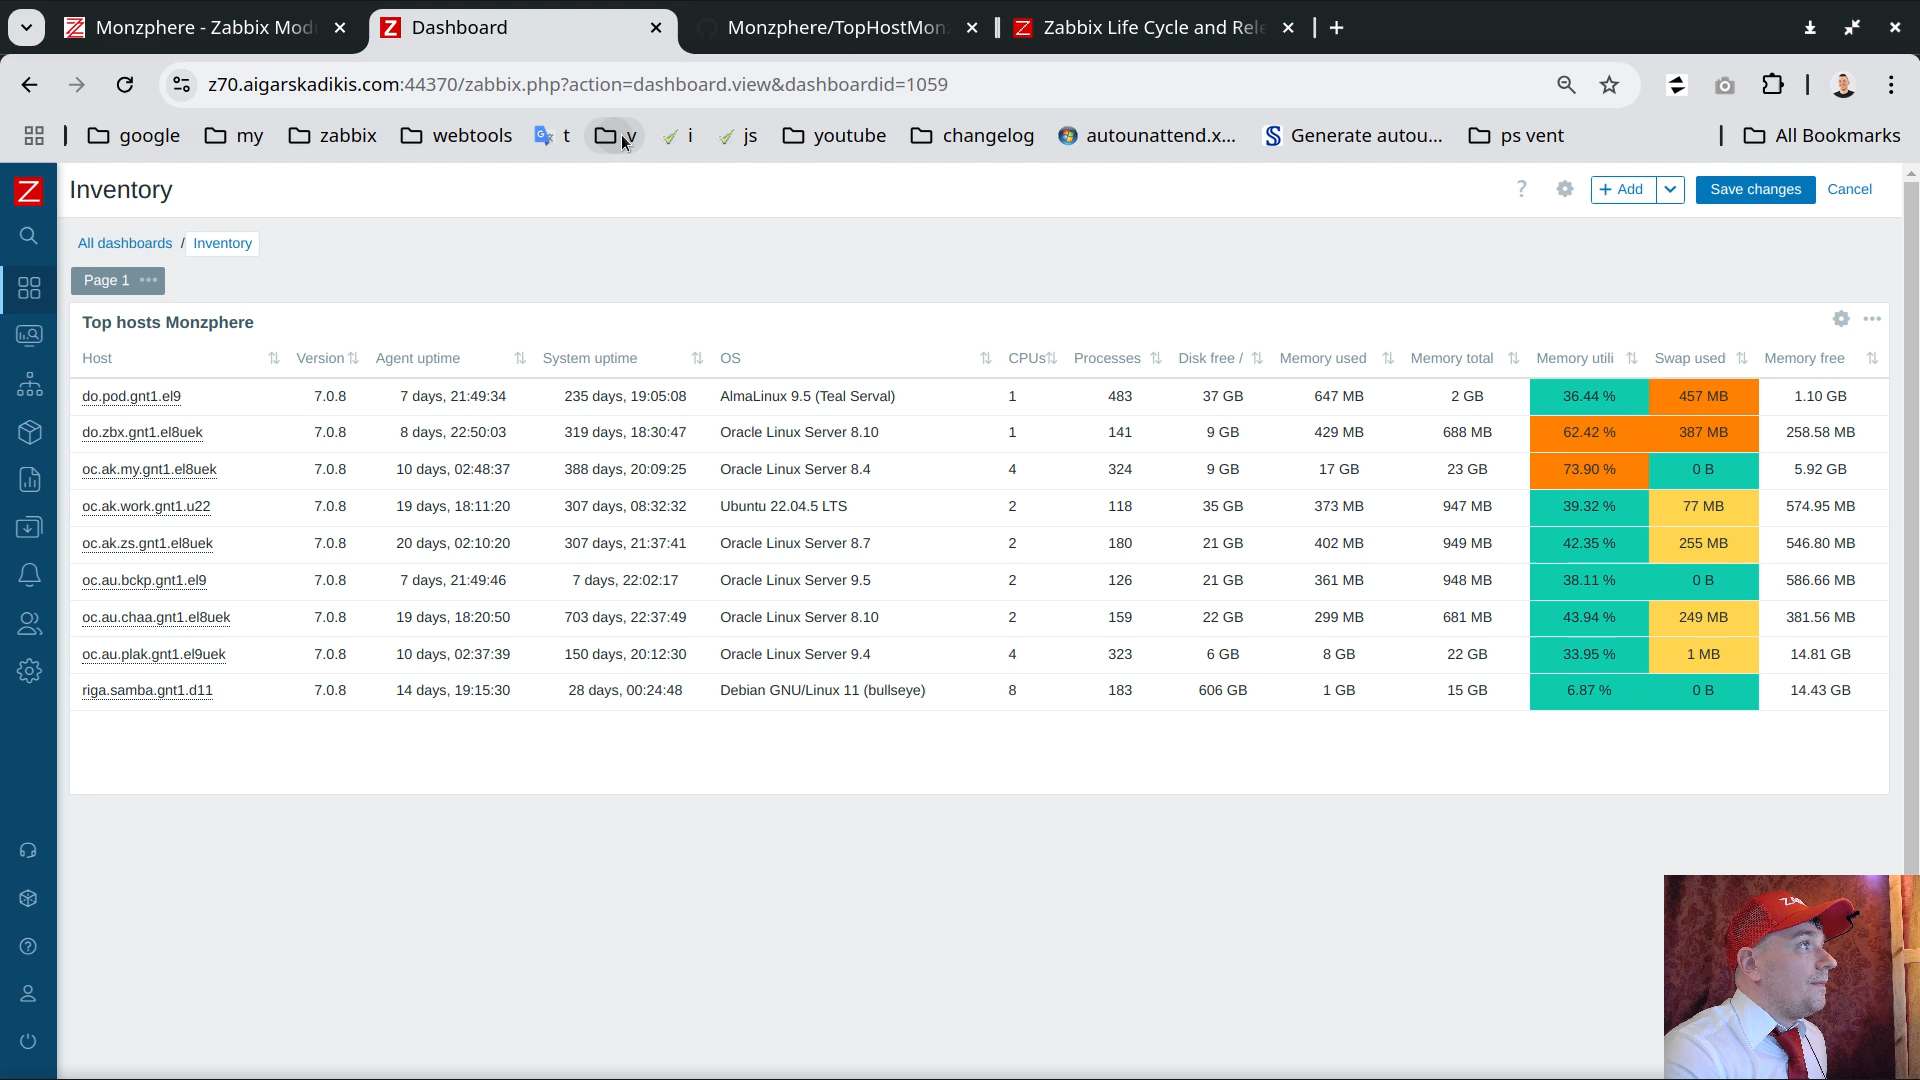 Monzphere - Zabbix Mod
Dashboard
Monzphere/TopHostMon
Zabbix Life Cycle and Rel
z70.aigarskadikis.com:44370/zabbix.php?action=dashboard.view&dashboardid=1059
google my zabbix webtools t v i js youtube changelog autounattend.x... Generate autou... ps vent All Bookmarks
Z Inventory ? + Add Save changes Cancel
All dashboards / Inventory
Page 1
Top hosts Monzphere
Host Version Agent uptime System uptime OS CPUs Processes Disk free / Memory used Memory total Memory utili Swap used Memory free
do.pod.gnt1.el9 7.0.8 7 days, 21:49:34 235 days, 19:05:08 AlmaLinux 9.5 (Teal Serval) 1 483 37 GB 647 MB 2 GB 36.44 % 457 MB 1.10 GB
do.zbx.gnt1.el8uek 7.0.8 8 days, 22:50:03 319 days, 18:30:47 Oracle Linux Server 8.10 1 141 9 GB 429 MB 688 MB 62.42 % 387 MB 258.58 MB
oc.ak.my.gnt1.el8uek 7.0.8 10 days, 02:48:37 388 days, 20:09:25 Oracle Linux Server 8.4 4 324 9 GB 17 GB 23 GB 73.90 % 0 B 5.92 GB
oc.ak.work.gnt1.u22 7.0.8 19 days, 18:11:20 307 days, 08:32:32 Ubuntu 22.04.5 LTS 2 118 35 GB 373 MB 947 MB 39.32 % 77 MB 574.95 MB
oc.ak.zs.gnt1.el8uek 7.0.8 20 days, 02:10:20 307 days, 21:37:41 Oracle Linux Server 8.7 2 180 21 GB 402 MB 949 MB 42.35 % 255 MB 546.80 MB
oc.au.bckp.gnt1.el9 7.0.8 7 days, 21:49:46 7 days, 22:02:17 Oracle Linux Server 9.5 2 126 21 GB 361 MB 948 MB 38.11 % 0 B 586.66 MB
oc.au.chaa.gnt1.el8uek 7.0.8 19 days, 18:20:50 703 days, 22:37:49 Oracle Linux Server 8.10 2 159 22 GB 299 MB 681 MB 43.94 % 249 MB 381.56 MB
oc.au.plak.gnt1.el9uek 7.0.8 10 days, 02:37:39 150 days, 20:12:30 Oracle Linux Server 9.4 4 323 6 GB 8 GB 22 GB 33.95 % 1 MB 14.81 GB
riga.samba.gnt1.d11 7.0.8 14 days, 19:15:30 28 days, 00:24:48 Debian GNU/Linux 11 (bullseye) 8 183 606 GB 1 GB 15 GB 6.87 % 0 B 14.43 GB